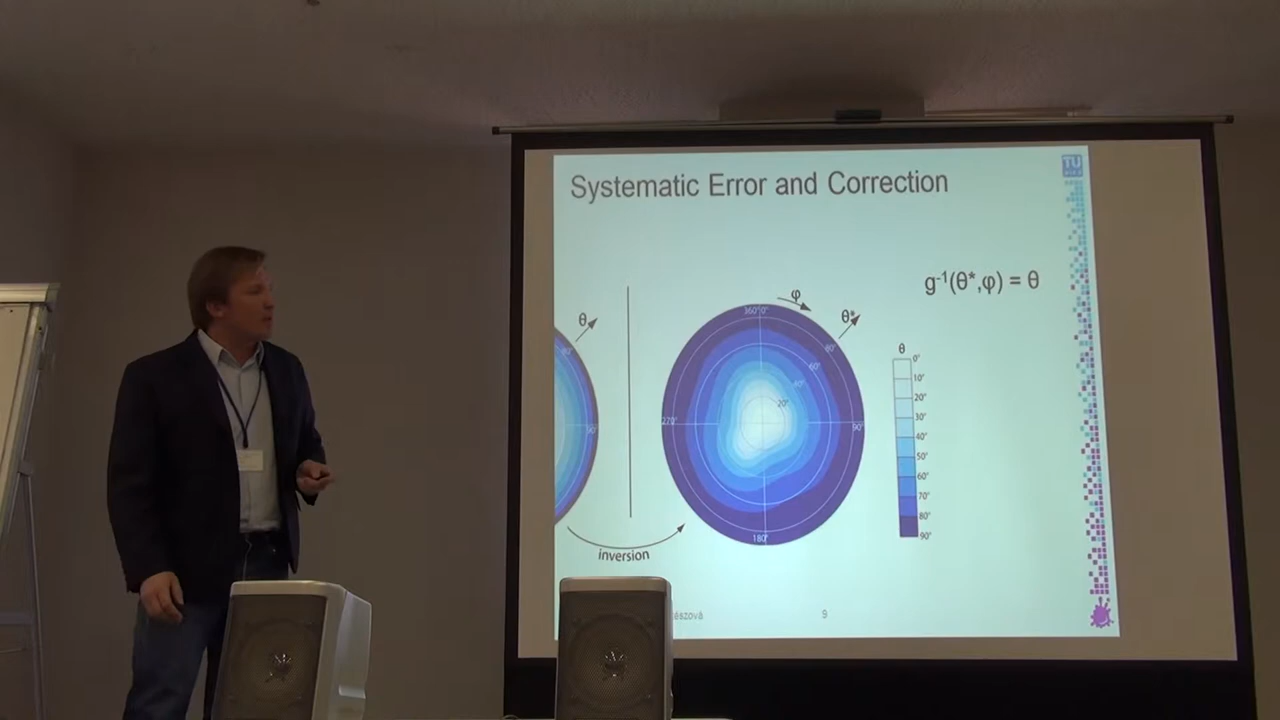 Systematic Error and Correction
TU
g⁻¹(θ*,φ) = θ
φ
θ
θ*
360°0°
80°
60°
40°
20°
270°
90°
180°
90°
θ
0°
10°
20°
30°
40°
50°
60°
70°
80°
90°
inversion
9